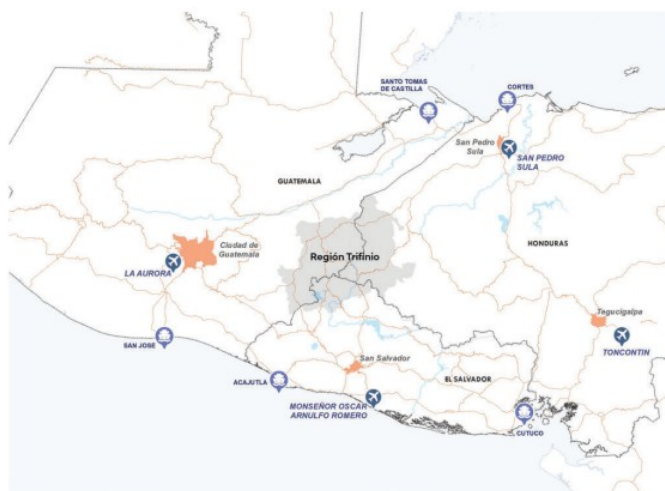 SANTO TOMAS
DE CASTILLA
CORTES
San Pedro
Sula
SAN PEDRO
SULA
GUATEMALA
HONDURAS
Ciudad de
Guatemala
Región Trifinio
LA AURORA
Tegucigalpa
TONCONTIN
SAN JOSE
San Salvador
ACAJUTLA
EL SALVADOR
MONSEÑOR OSCAR
ARNULFO ROMERO
CUTUCO